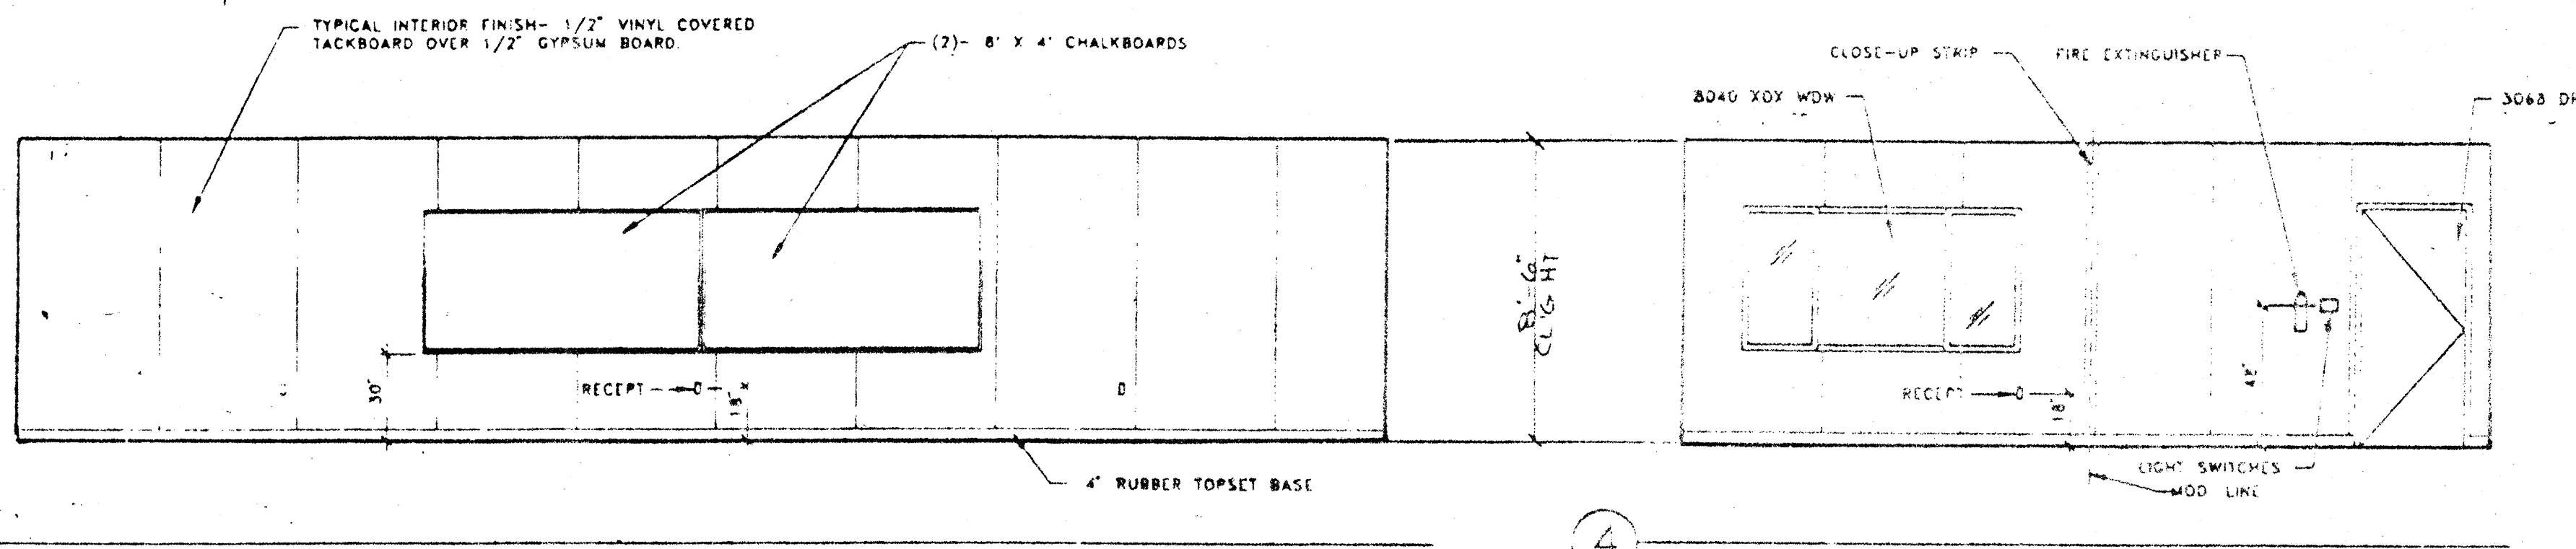 TYPICAL INTERIOR FINISH- 1/2" VINYL COVERED
TACKBOARD OVER 1/2" GYPSUM BOARD.
(2)- 8' X 4' CHALKBOARDS
CLOSE-UP STRIP
FIRE EXTINGUISHER
8040 XOX WDW
3068
8'-6"
CL'G HT
30"
RECEPT
18"
RECEPT
18"
48"
4" RUBBER TOPSET BASE
LIGHT SWITCHES
MOD LINE
4